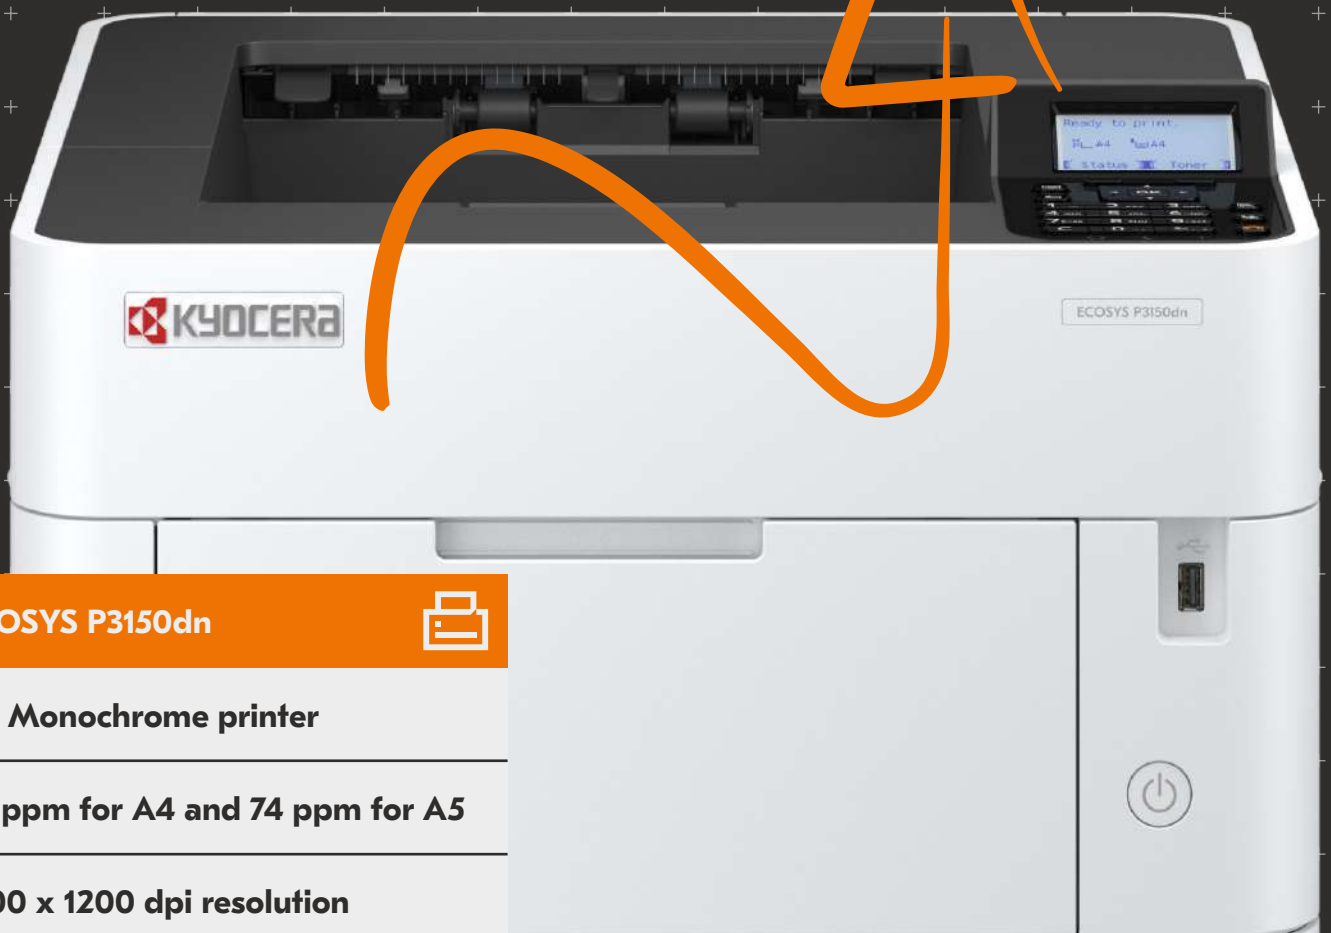 Ready to print.
A4 A4
Status Toner
OK
KYOCERa
ECOSYS P3150dn
OSYS P3150dn
Monochrome printer
ppm for A4 and 74 ppm for A5
00 x 1200 dpi resolution